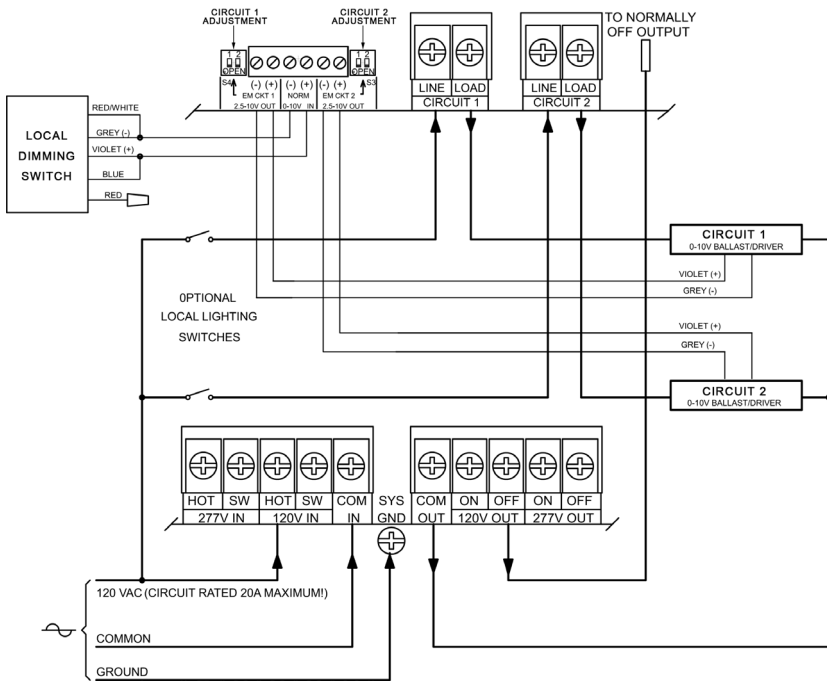 CIRCUIT 1
ADJUSTMENT
CIRCUIT 2
ADJUSTMENT
TO NORMALLY
OFF OUTPUT
1 2
OPEN
S4
1 2
OPEN
S3
(-) (+) (-) (+) (-) (+)
EM CKT 1 NORM EM CKT 2
2.5-10V OUT 0-10V IN 2.5-10V OUT
LINE LOAD
CIRCUIT 1
LINE LOAD
CIRCUIT 2
LOCAL
DIMMING
SWITCH
RED/WHITE
GREY (-)
VIOLET (+)
BLUE
RED
CIRCUIT 1
0-10V BALLAST/DRIVER
VIOLET (+)
GREY (-)
0PTIONAL
LOCAL LIGHTING
SWITCHES
VIOLET (+)
GREY (-)
CIRCUIT 2
0-10V BALLAST/DRIVER
HOT SW HOT SW COM
277V IN 120V IN IN
SYS
GND
COM ON OFF ON OFF
OUT 120V OUT 277V OUT
120 VAC (CIRCUIT RATED 20A MAXIMUM!)
COMMON
GROUND